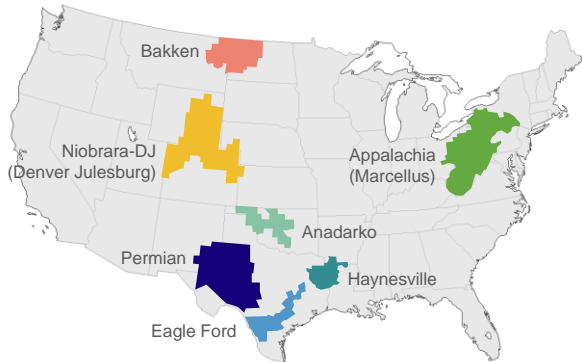 Bakken
Niobrara-DJ
(Denver Julesburg)
Appalachia
(Marcellus)
Anadarko
Permian
Haynesville
Eagle Ford